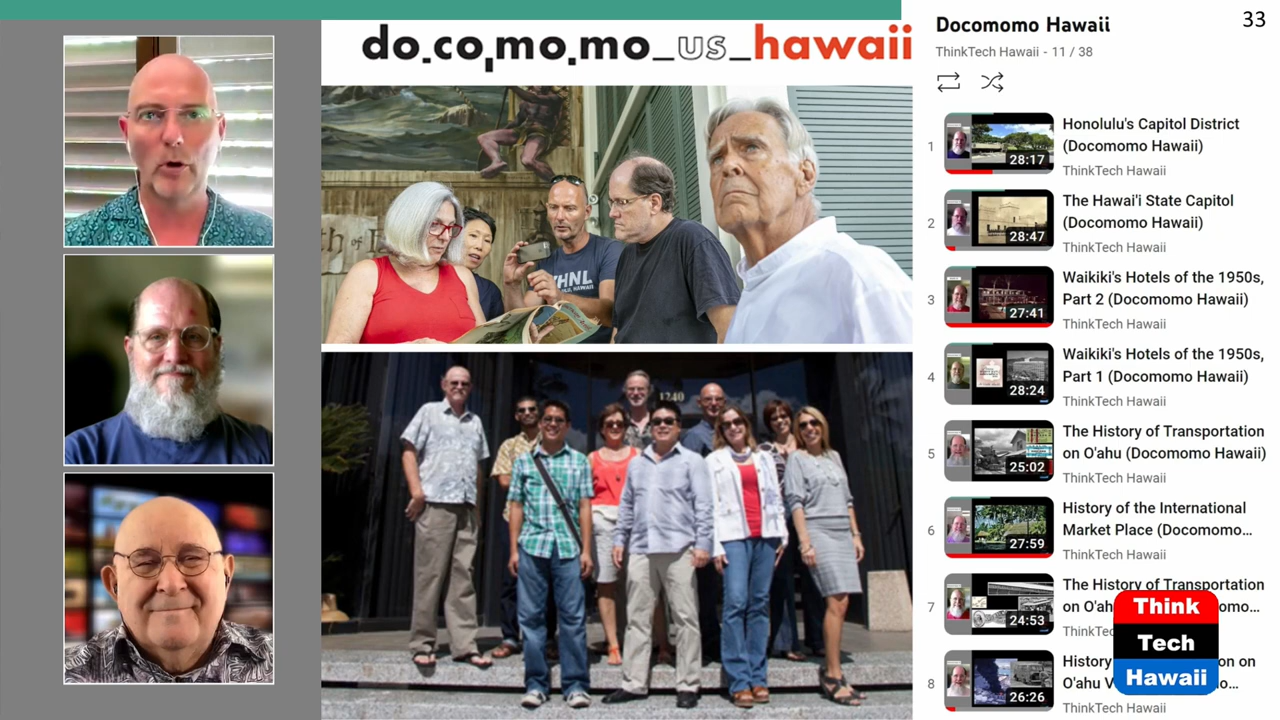 do.co,mo.mo_us_hawaii
HNL
HAWAII
1240
Docomomo Hawaii
33
ThinkTech Hawaii - 11 / 38
1
28:17
Honolulu's Capitol District
(Docomomo Hawaii)
ThinkTech Hawaii
2
28:47
The Hawai'i State Capitol
(Docomomo Hawaii)
ThinkTech Hawaii
3
27:41
Waikiki's Hotels of the 1950s,
Part 2 (Docomomo Hawaii)
ThinkTech Hawaii
4
28:24
Waikiki's Hotels of the 1950s,
Part 1 (Docomomo Hawaii)
ThinkTech Hawaii
5
25:02
The History of Transportation
on O'ahu (Docomomo Hawaii)
ThinkTech Hawaii
6
27:59
History of the International
Market Place (Docomomo...
ThinkTech Hawaii
7
24:53
The History of Transportation
on O'ah omo...
ThinkTec
8
26:26
History on on
O'ahu V o...
ThinkTech Hawaii
Think
Tech
Hawaii